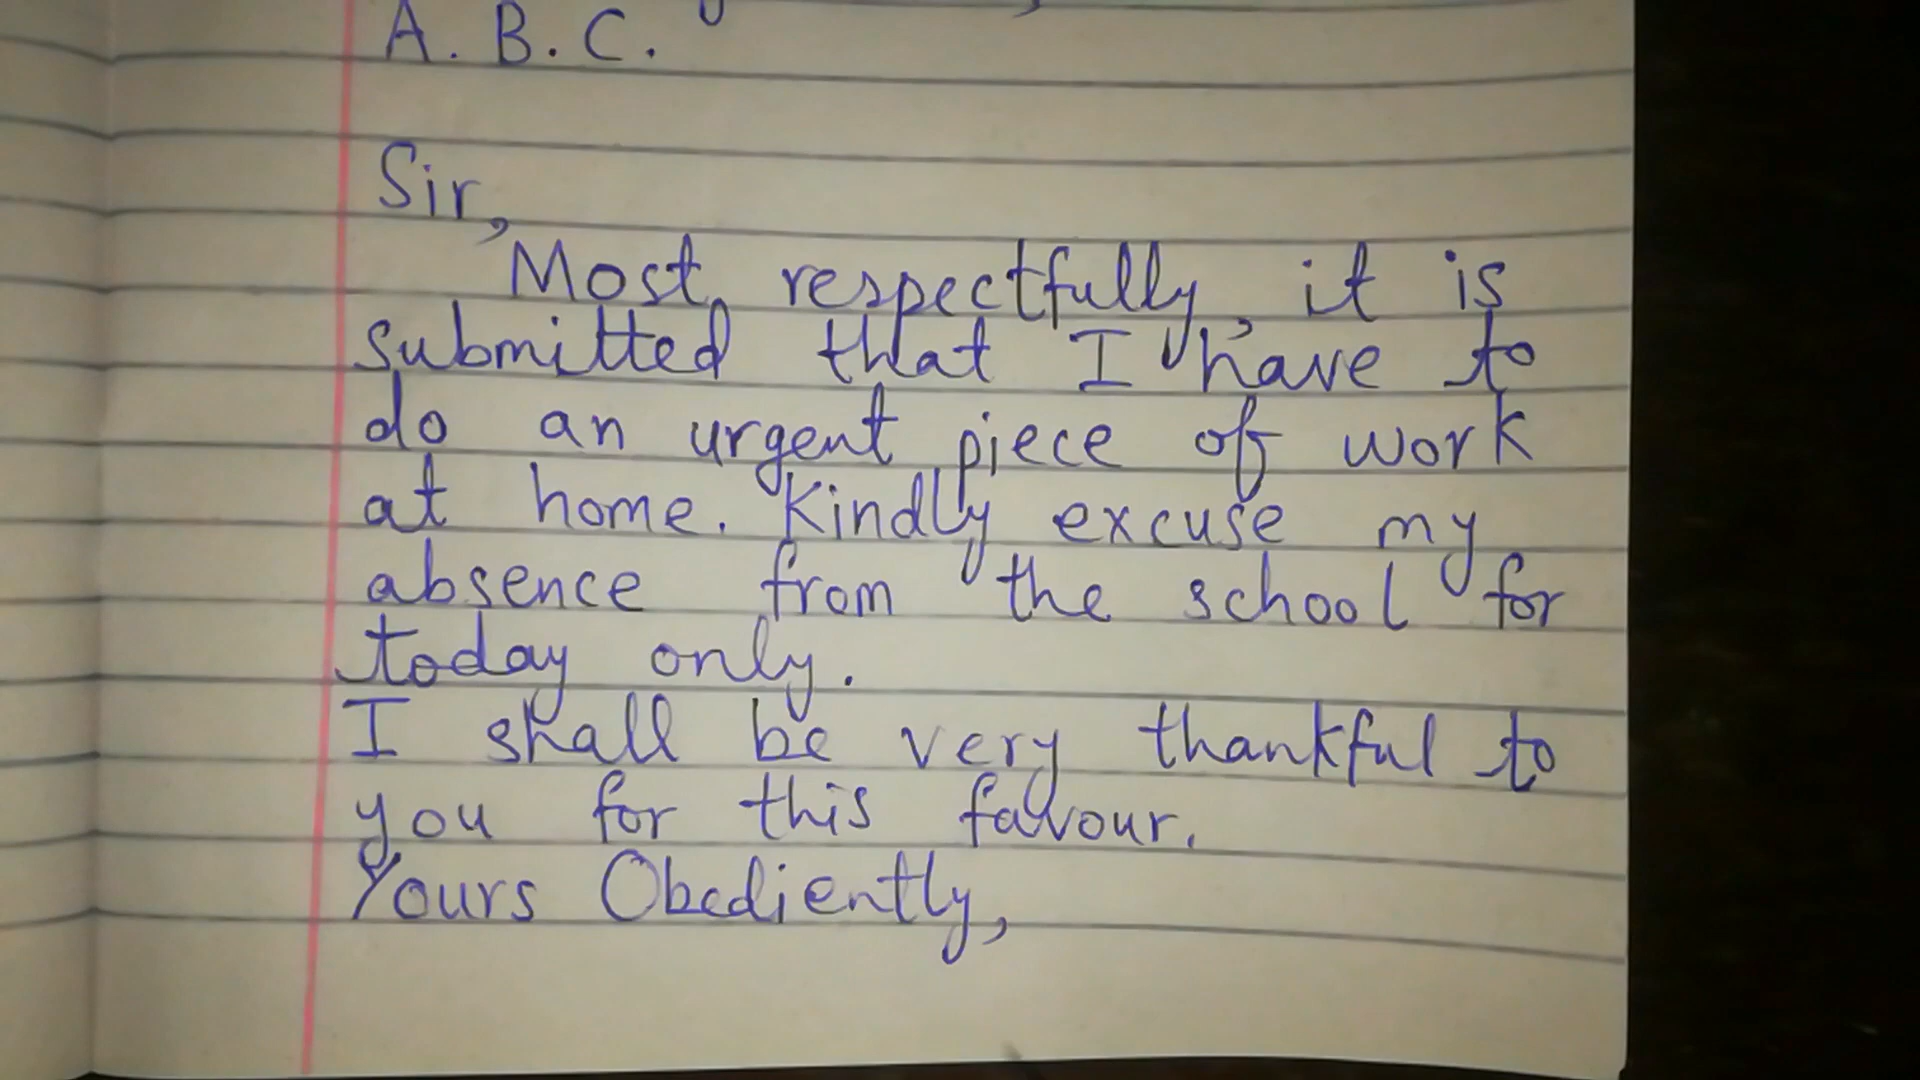 A. B. C.
Sir,
Most respectfully, it is
submitted that I have to
do an urgent piece of work
at home. Kindly excuse my
absence from the school for
today only.
I shall be very thankful to
you for this favour.
Yours Obediently,